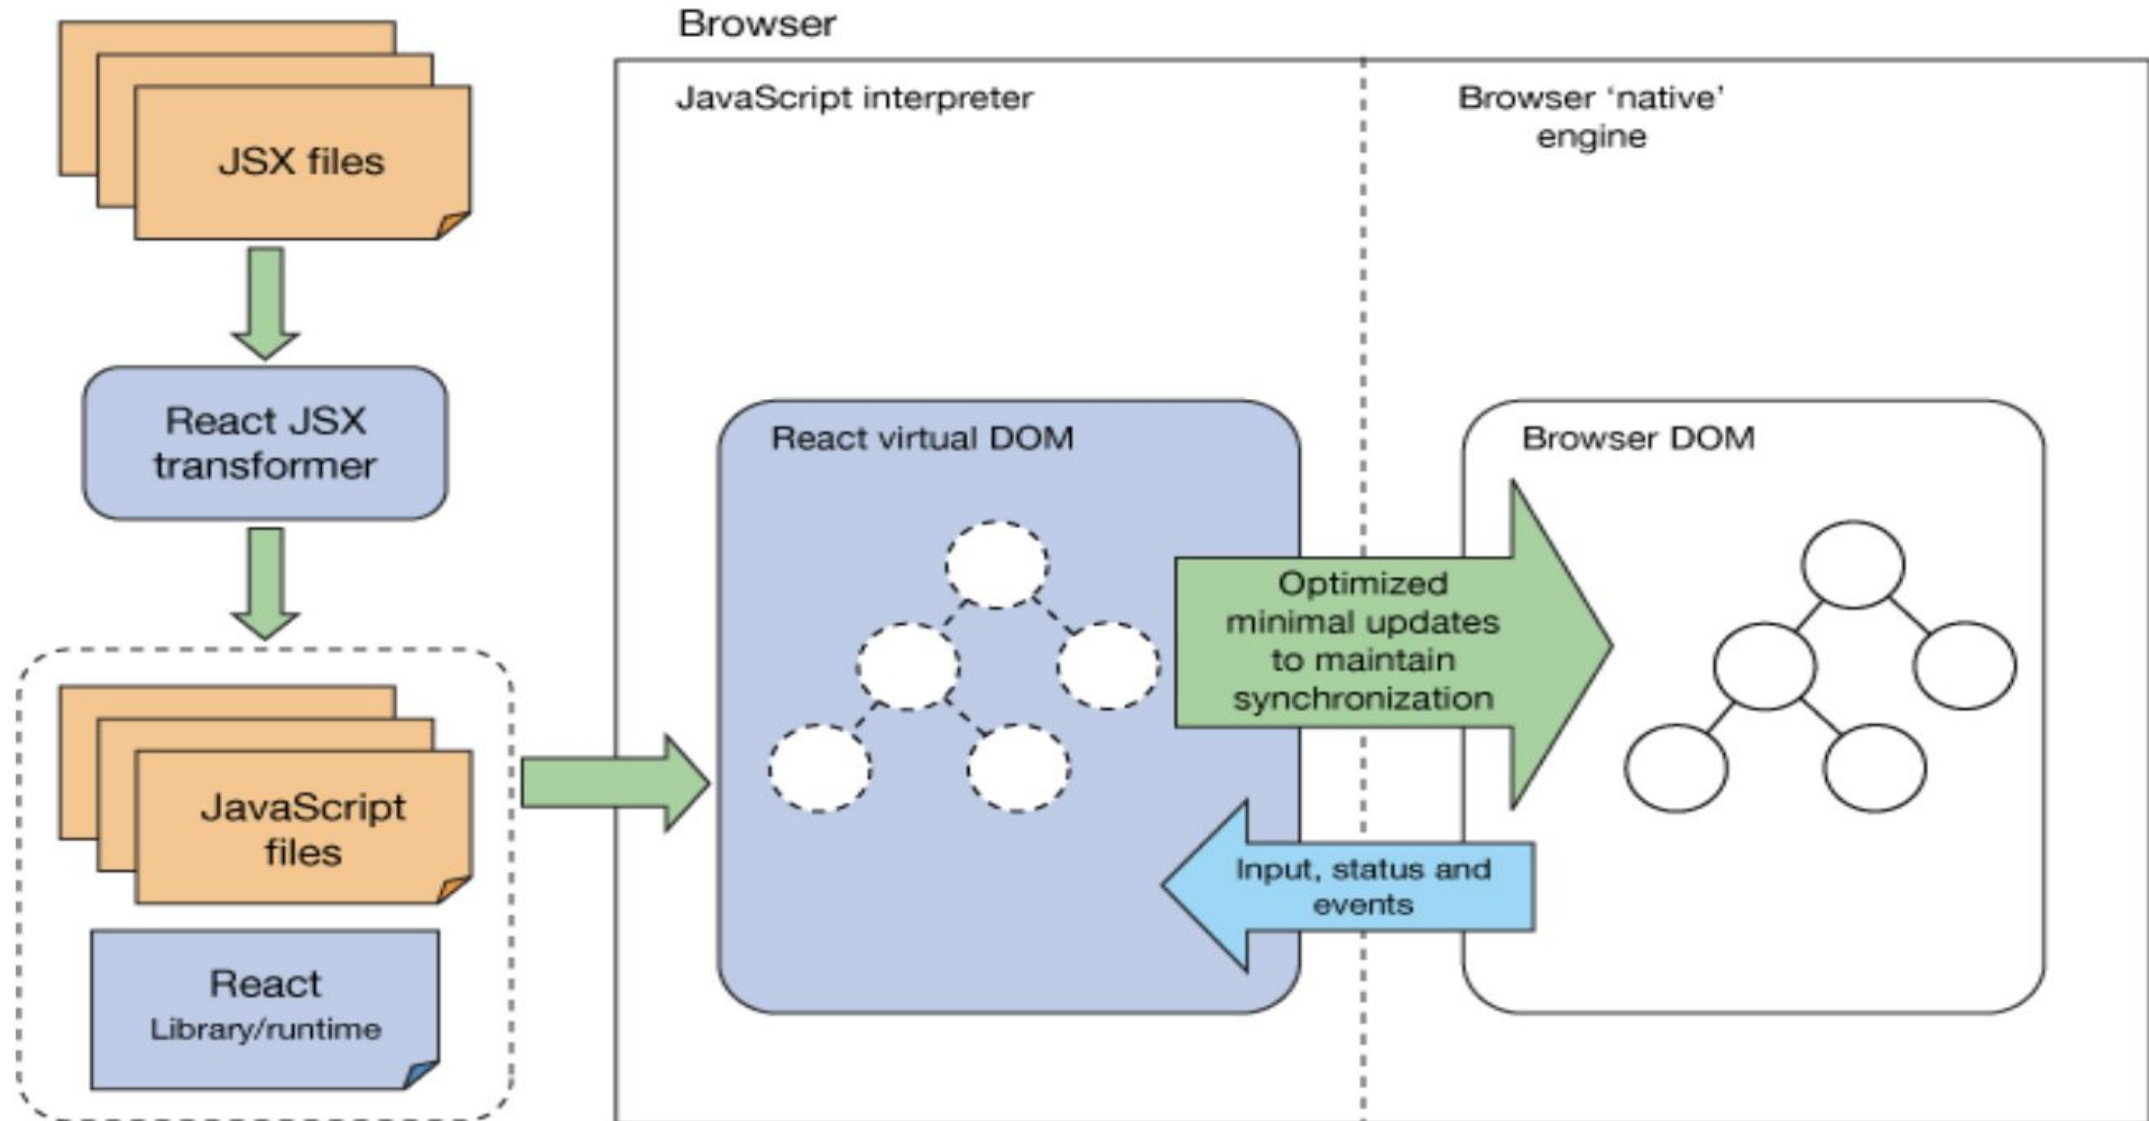 Browser
JSX files
JavaScript interpreter
Browser ‘native’
engine
React JSX
transformer
React virtual DOM
Browser DOM
Optimized
minimal updates
to maintain
synchronization
JavaScript
files
Input, status and
events
React
Library/runtime